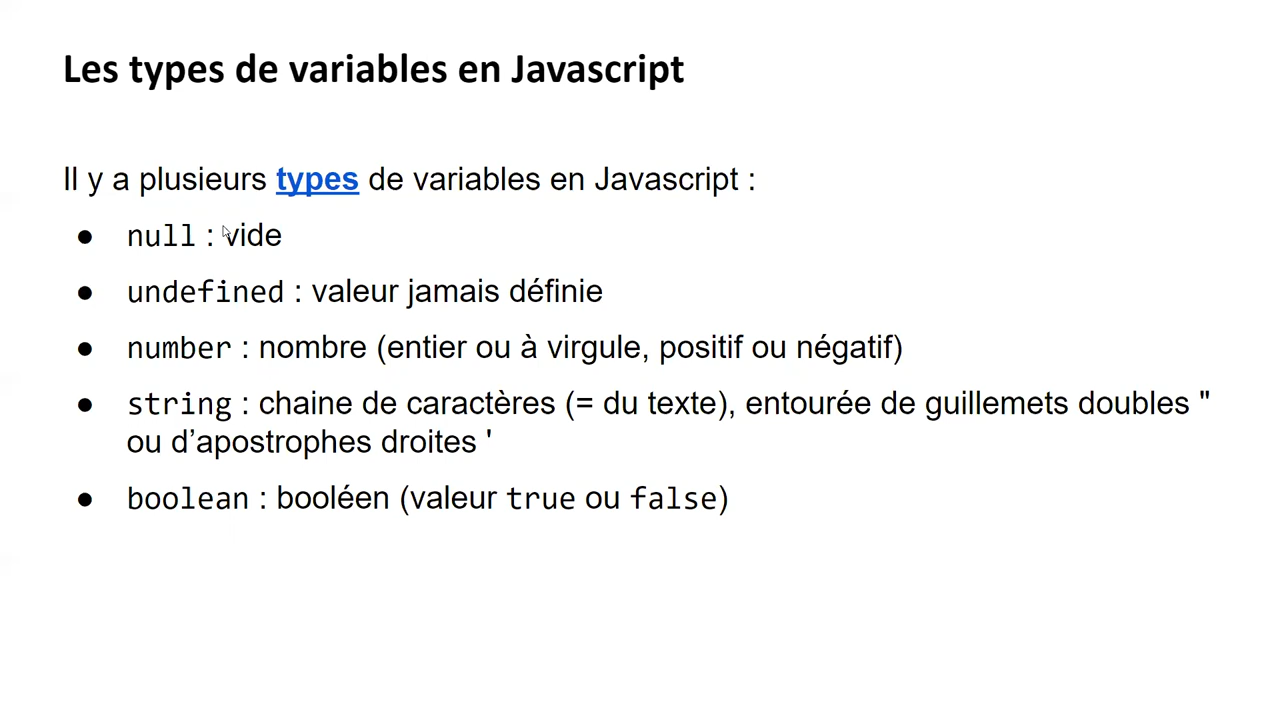 Les types de variables en Javascript
Il y a plusieurs types de variables en Javascript :
● null : vide
● undefined : valeur jamais définie
● number : nombre (entier ou à virgule, positif ou négatif)
● string : chaine de caractères (= du texte), entourée de guillemets doubles "
ou d’apostrophes droites '
● boolean : booléen (valeur true ou false)